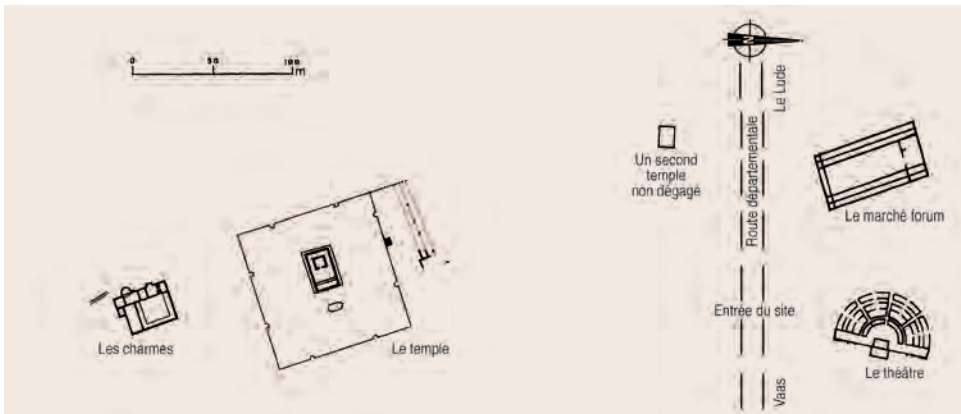 0 50 100
m
N
Le Lude
Un second
temple
non dégagé
Route départementale
Le marché forum
Entrée du site
Les charmes
Le temple
Le théâtre
Vaas